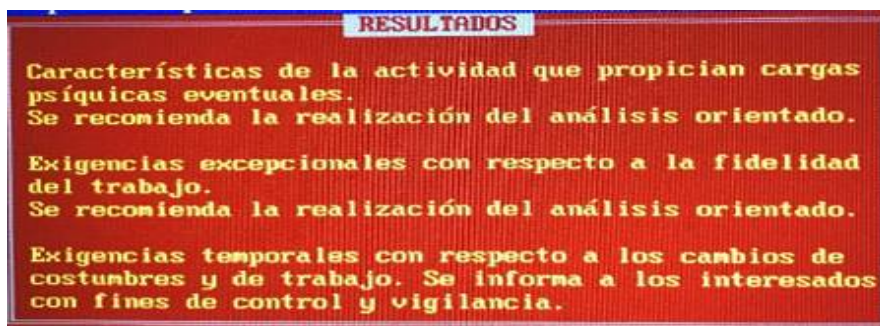 RESULTADOS
Características de la actividad que propician cargas
psíquicas eventuales.
Se recomienda la realización del análisis orientado.
Exigencias excepcionales con respecto a la fidelidad
del trabajo.
Se recomienda la realización del análisis orientado.
Exigencias temporales con respecto a los cambios de
costumbres y de trabajo. Se informa a los interesados
con fines de control y vigilancia.